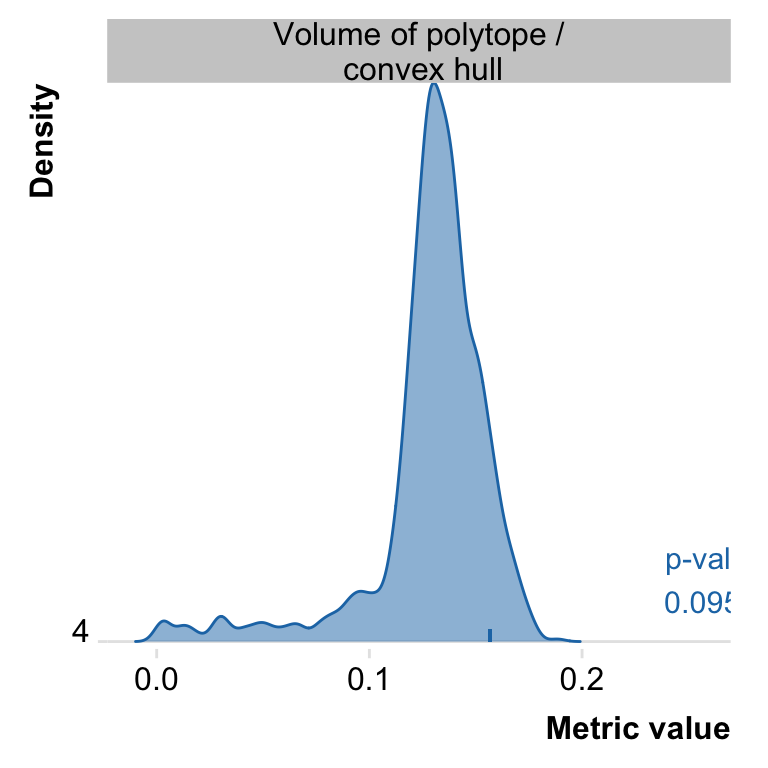 Volume of polytope /
convex hull
Density
p-val
0.095
4
0.0 0.1 0.2
Metric value